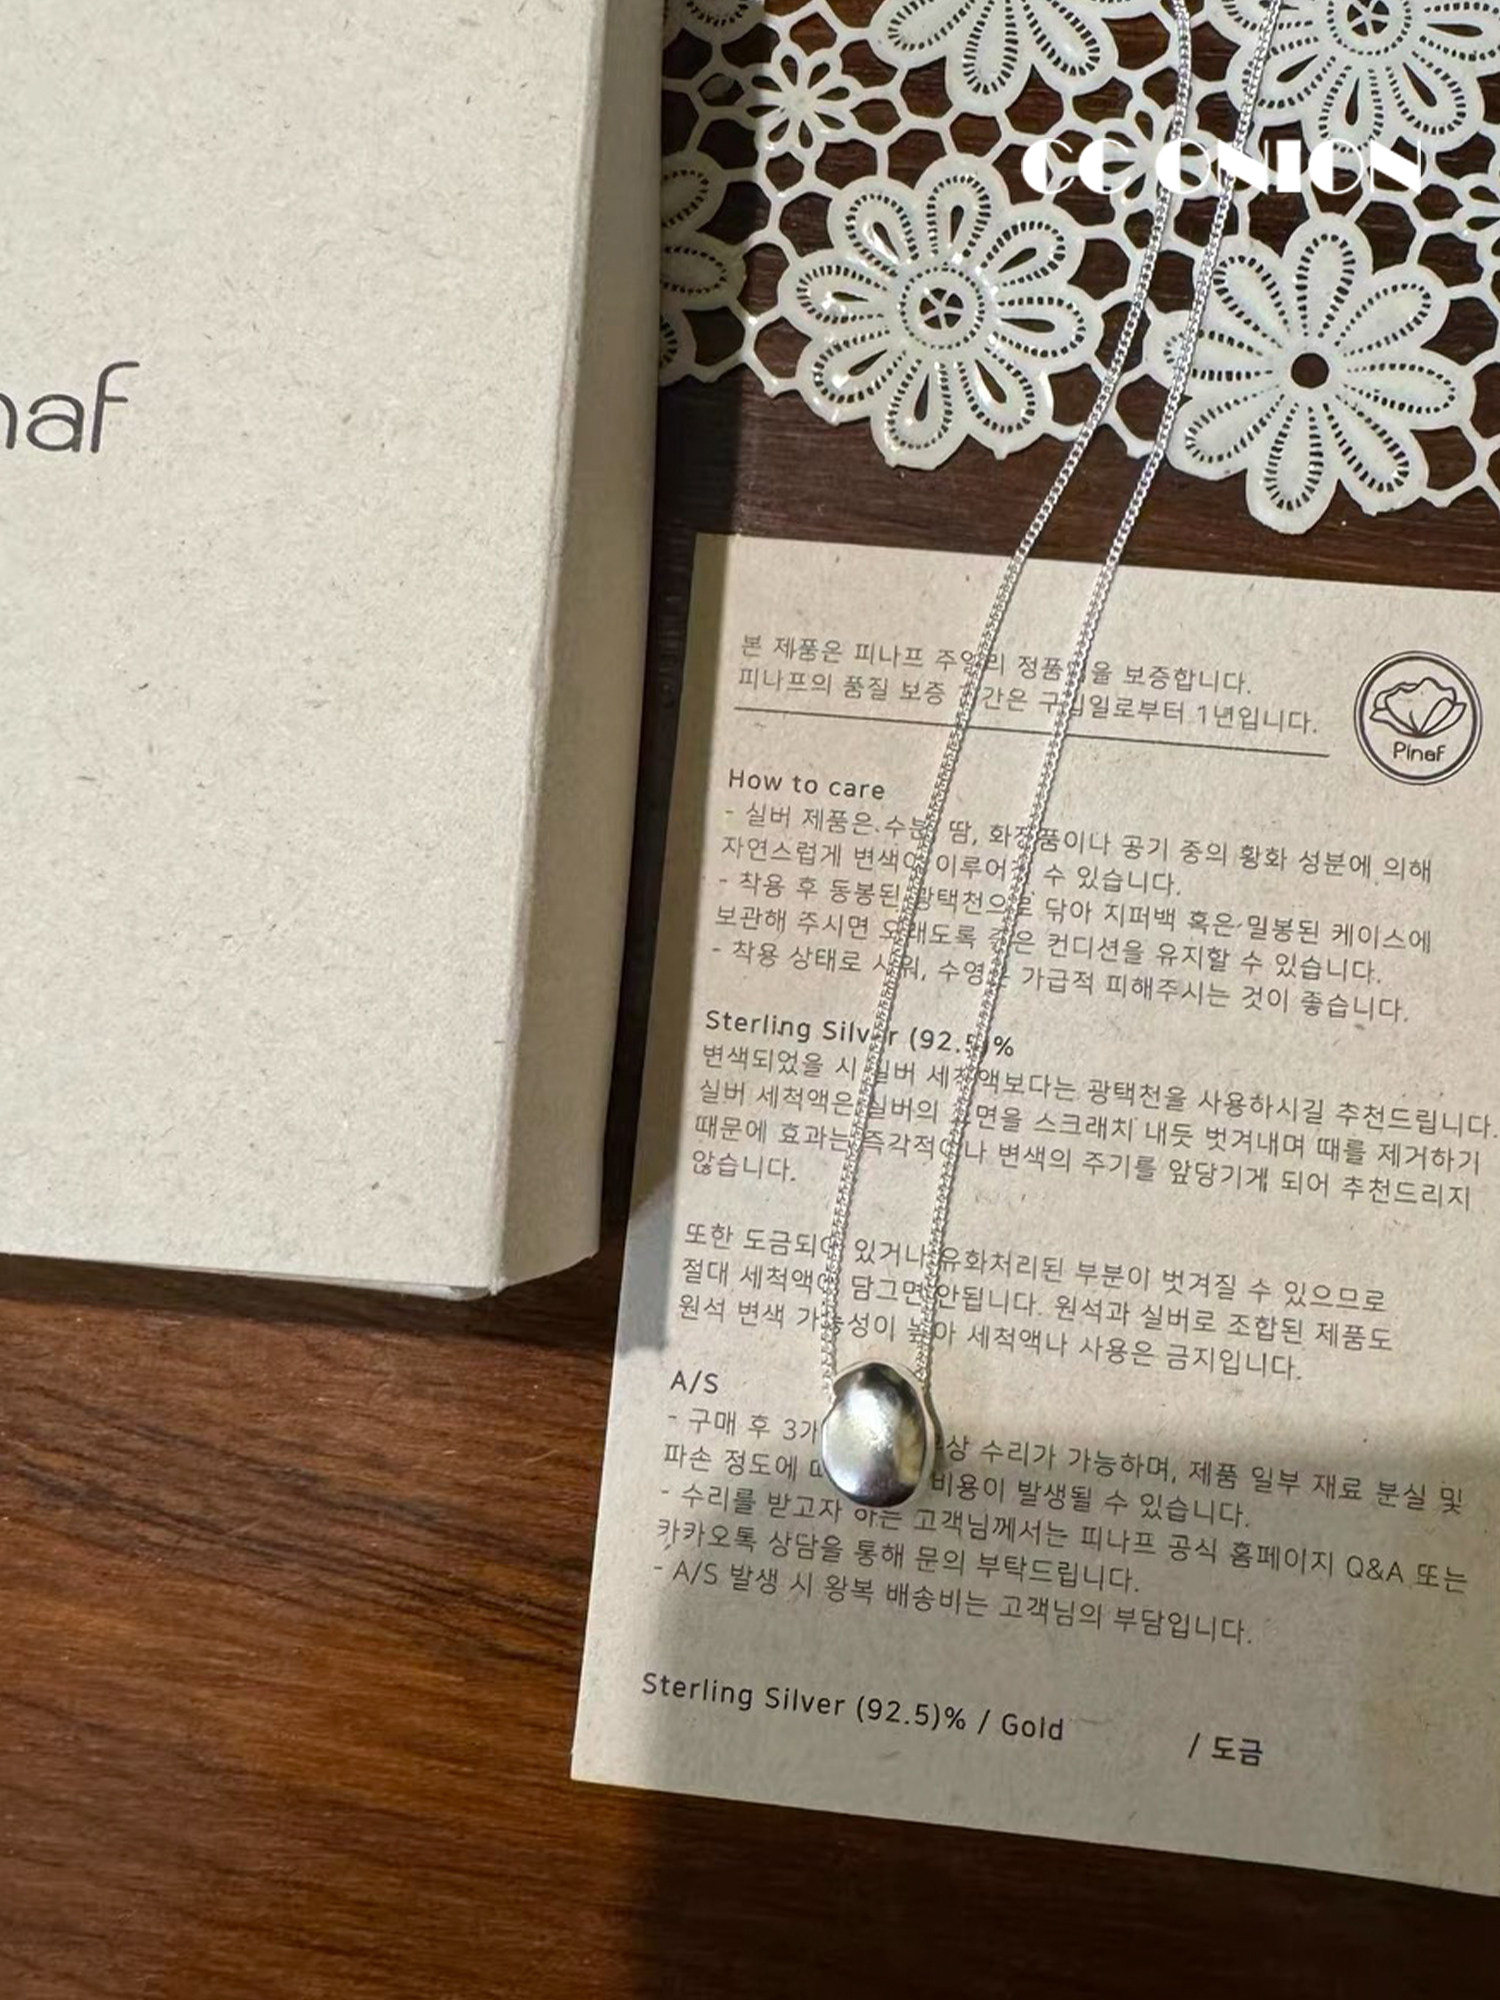 CC ONION
naf
본 제품은 피나프 주얼리 정품임을 보증합니다.
피나프의 품질 보증 기간은 구입일로부터 1년입니다.
Pinaf
How to care
- 실버 제품은 수분, 땀, 화장품이나 공기 중의 황화 성분에 의해
자연스럽게 변색이 이루어질 수 있습니다.
- 착용 후 동봉된 광택천으로 닦아 지퍼백 혹은 밀봉된 케이스에
보관해 주시면 오래도록 좋은 컨디션을 유지할 수 있습니다.
- 착용 상태로 샤워, 수영은 가급적 피해주시는 것이 좋습니다.
Sterling Silver (92.5)%
변색되었을 시 실버 세척액보다는 광택천을 사용하시길 추천드립니다.
실버 세척액은 실버의 표면을 스크래치 내듯 벗겨내며 때를 제거하기
때문에 효과는 즉각적이나 변색의 주기를 앞당기게 되어 추천드리지
않습니다.
또한 도금되어 있거나 유화처리된 부분이 벗겨질 수 있으므로
절대 세척액에 담그면 안됩니다. 원석과 실버로 조합된 제품도
원석 변색 가능성이 높아 세척액나 사용은 금지입니다.
A/S
- 구매 후 수리가 가능하며, 제품 일부 재료 분실 및
파손 정도에 비용이 발생될 수 있습니다.
- 수리를 받고자 하는 고객님께서는 피나프 공식 홈페이지 Q&A 또는
카카오톡 상담을 통해 문의 부탁드립니다.
- A/S 발생 시 왕복 배송비는 고객님의 부담입니다.
Sterling Silver (92.5)% / Gold / 도금